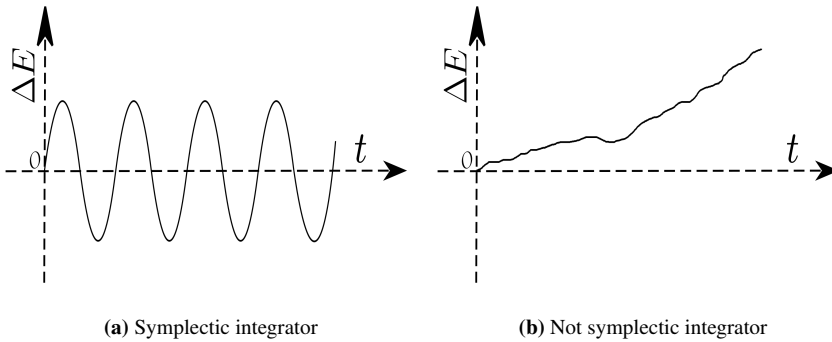 ΔE
0
t
(a) Symplectic integrator
ΔE
0
t
(b) Not symplectic integrator